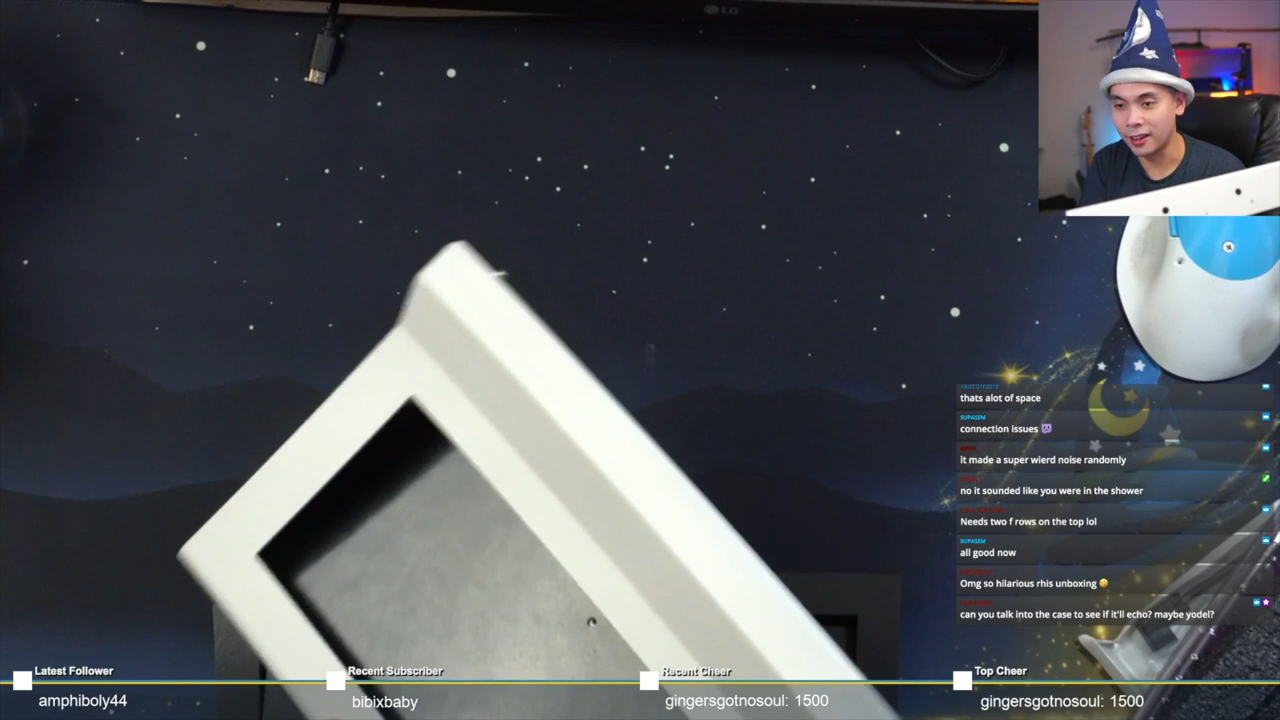 LG
thats alot of space
SUPASEM
connection issues
it made a super wierd noise randomly
no it sounded like you were in the shower
Needs two f rows on the top lol
SUPASEM
all good now
Omg so hilarious rhis unboxing
can you talk into the case to see if it'll echo? maybe yodel?
Latest Follower
amphiboly44
Recent Subscriber
bibixbaby
Recent Cheer
gingersgotnosoul: 1500
Top Cheer
gingersgotnosoul: 1500